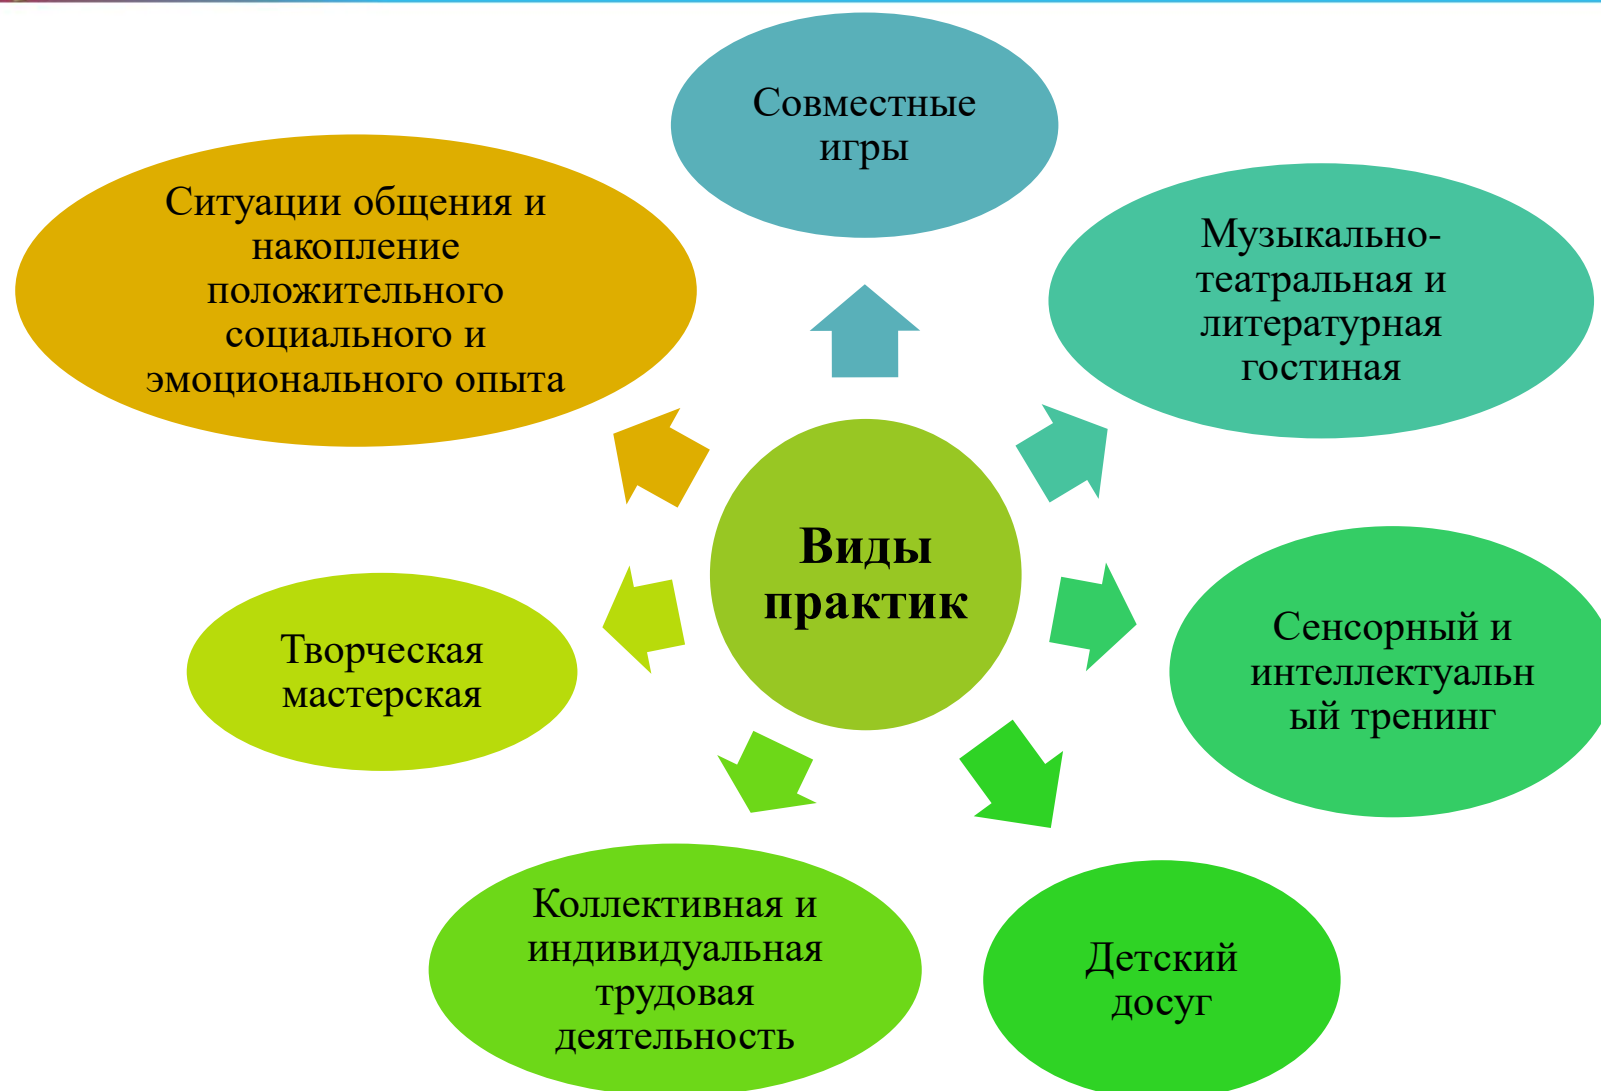 Совместные
игры
Ситуации общения и
накопление
положительного
социального и
эмоционального опыта
Музыкально-
театральная и
литературная
гостиная
Виды
практик
Творческая
мастерская
Сенсорный и
интеллектуальн
ый тренинг
Коллективная и
индивидуальная
трудовая
деятельность
Детский
досуг